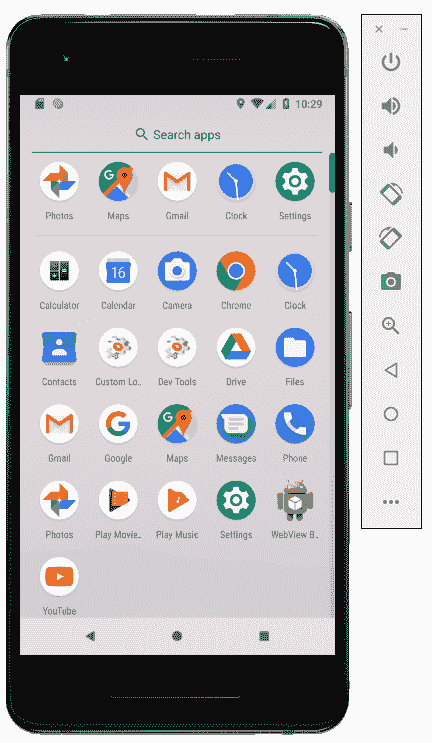 10:29
Search apps
Photos Maps Gmail Clock Settings
Calculator Calendar Camera Chrome Clock
Contacts Custom Lo.. Dev Tools Drive Files
Gmail Google Maps Messages Phone
Photos Play Movie.. Play Music Settings WebView B..
YouTube